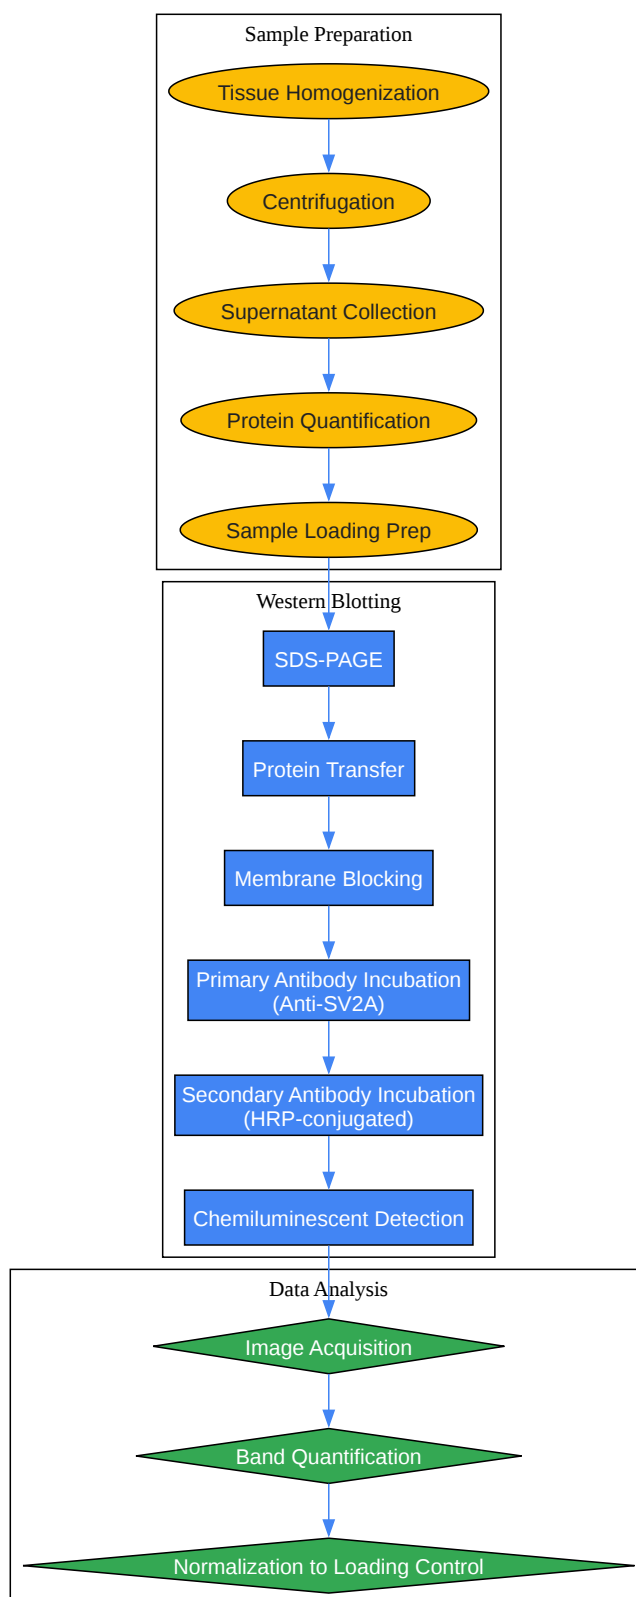 Sample Preparation
Tissue Homogenization
Centrifugation
Supernatant Collection
Protein Quantification
Sample Loading Prep
Western Blotting
SDS-PAGE
Protein Transfer
Membrane Blocking
Primary Antibody Incubation
(Anti-SV2A)
Secondary Antibody Incubation
(HRP-conjugated)
Chemiluminescent Detection
Data Analysis
Image Acquisition
Band Quantification
Normalization to Loading Control